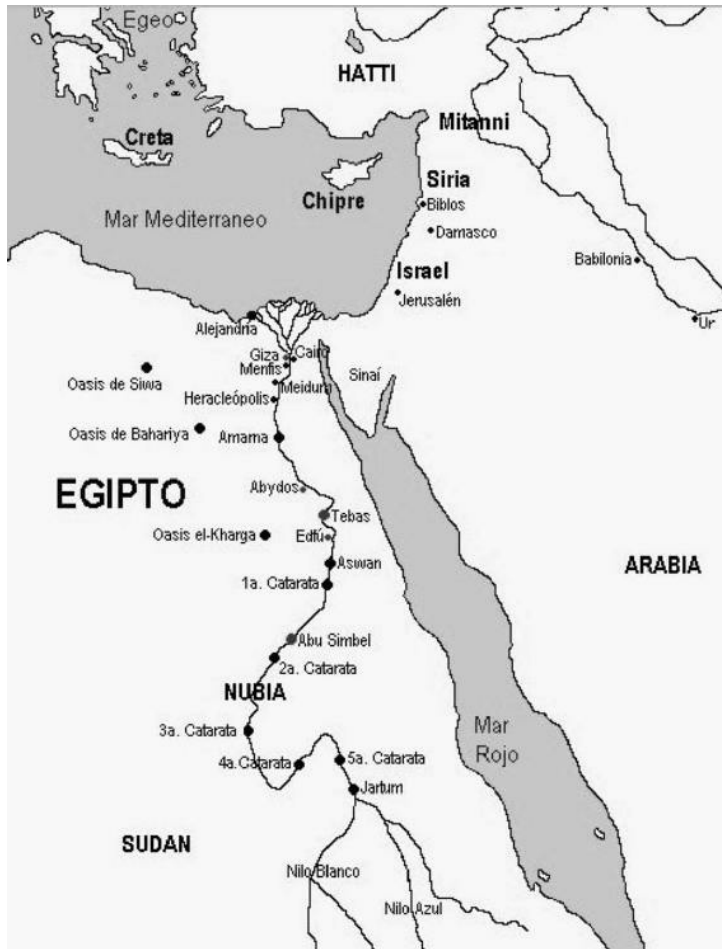 Egeo
HATTI
Mitanni
Creta
Chipre
Siria
Biblos
Mar Mediterraneo
Damasco
Babilonia
Israel
Jerusalén
Ur
Alejandria
Giza
Cairo
Menfis
Sinaí
Oasis de Siwa
Meidum
Heracleópolis
Oasis de Bahariya
Amarna
EGIPTO
Abydos
Tebas
Oasis el-Kharga
Edfú
Aswan
ARABIA
1a. Catarata
Abu Simbel
2a. Catarata
NUBIA
3a. Catarata
Mar
Rojo
4a. Catarata
5a. Catarata
Jartum
SUDAN
Nilo Blanco
Nilo Azul